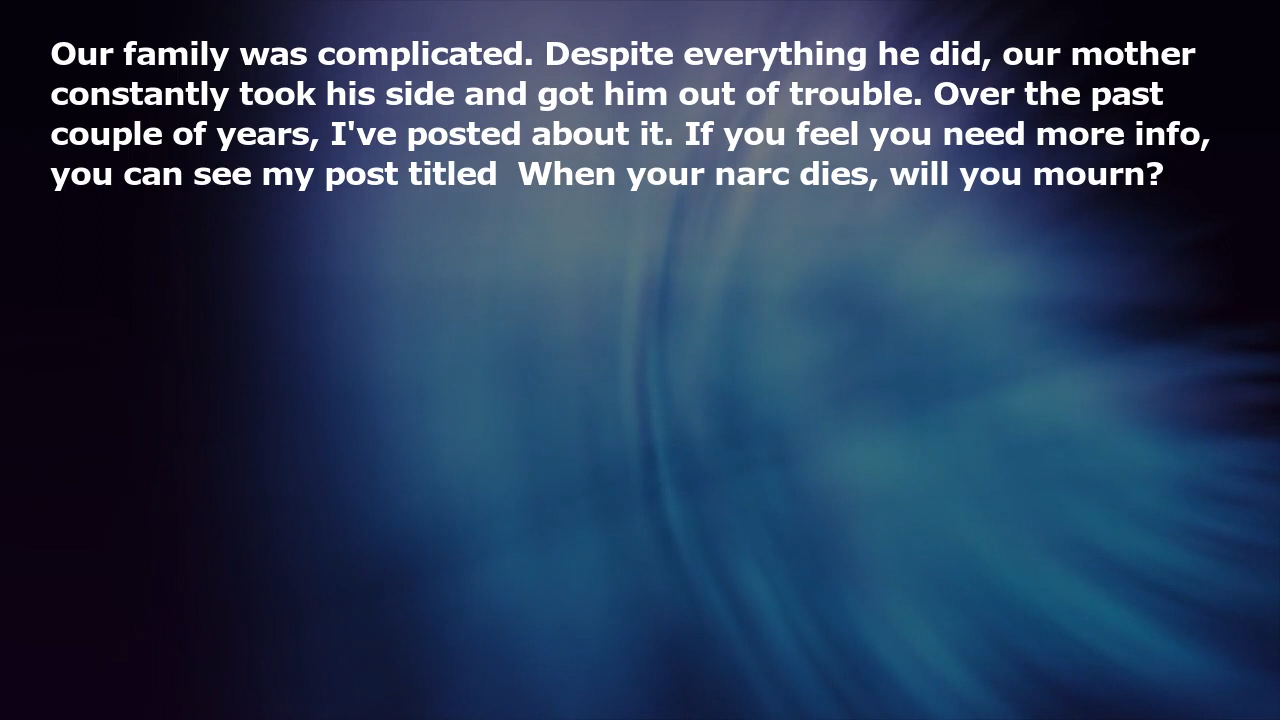 Our family was complicated. Despite everything he did, our mother
constantly took his side and got him out of trouble. Over the past
couple of years, I've posted about it. If you feel you need more info,
you can see my post titled  When your narc dies, will you mourn?